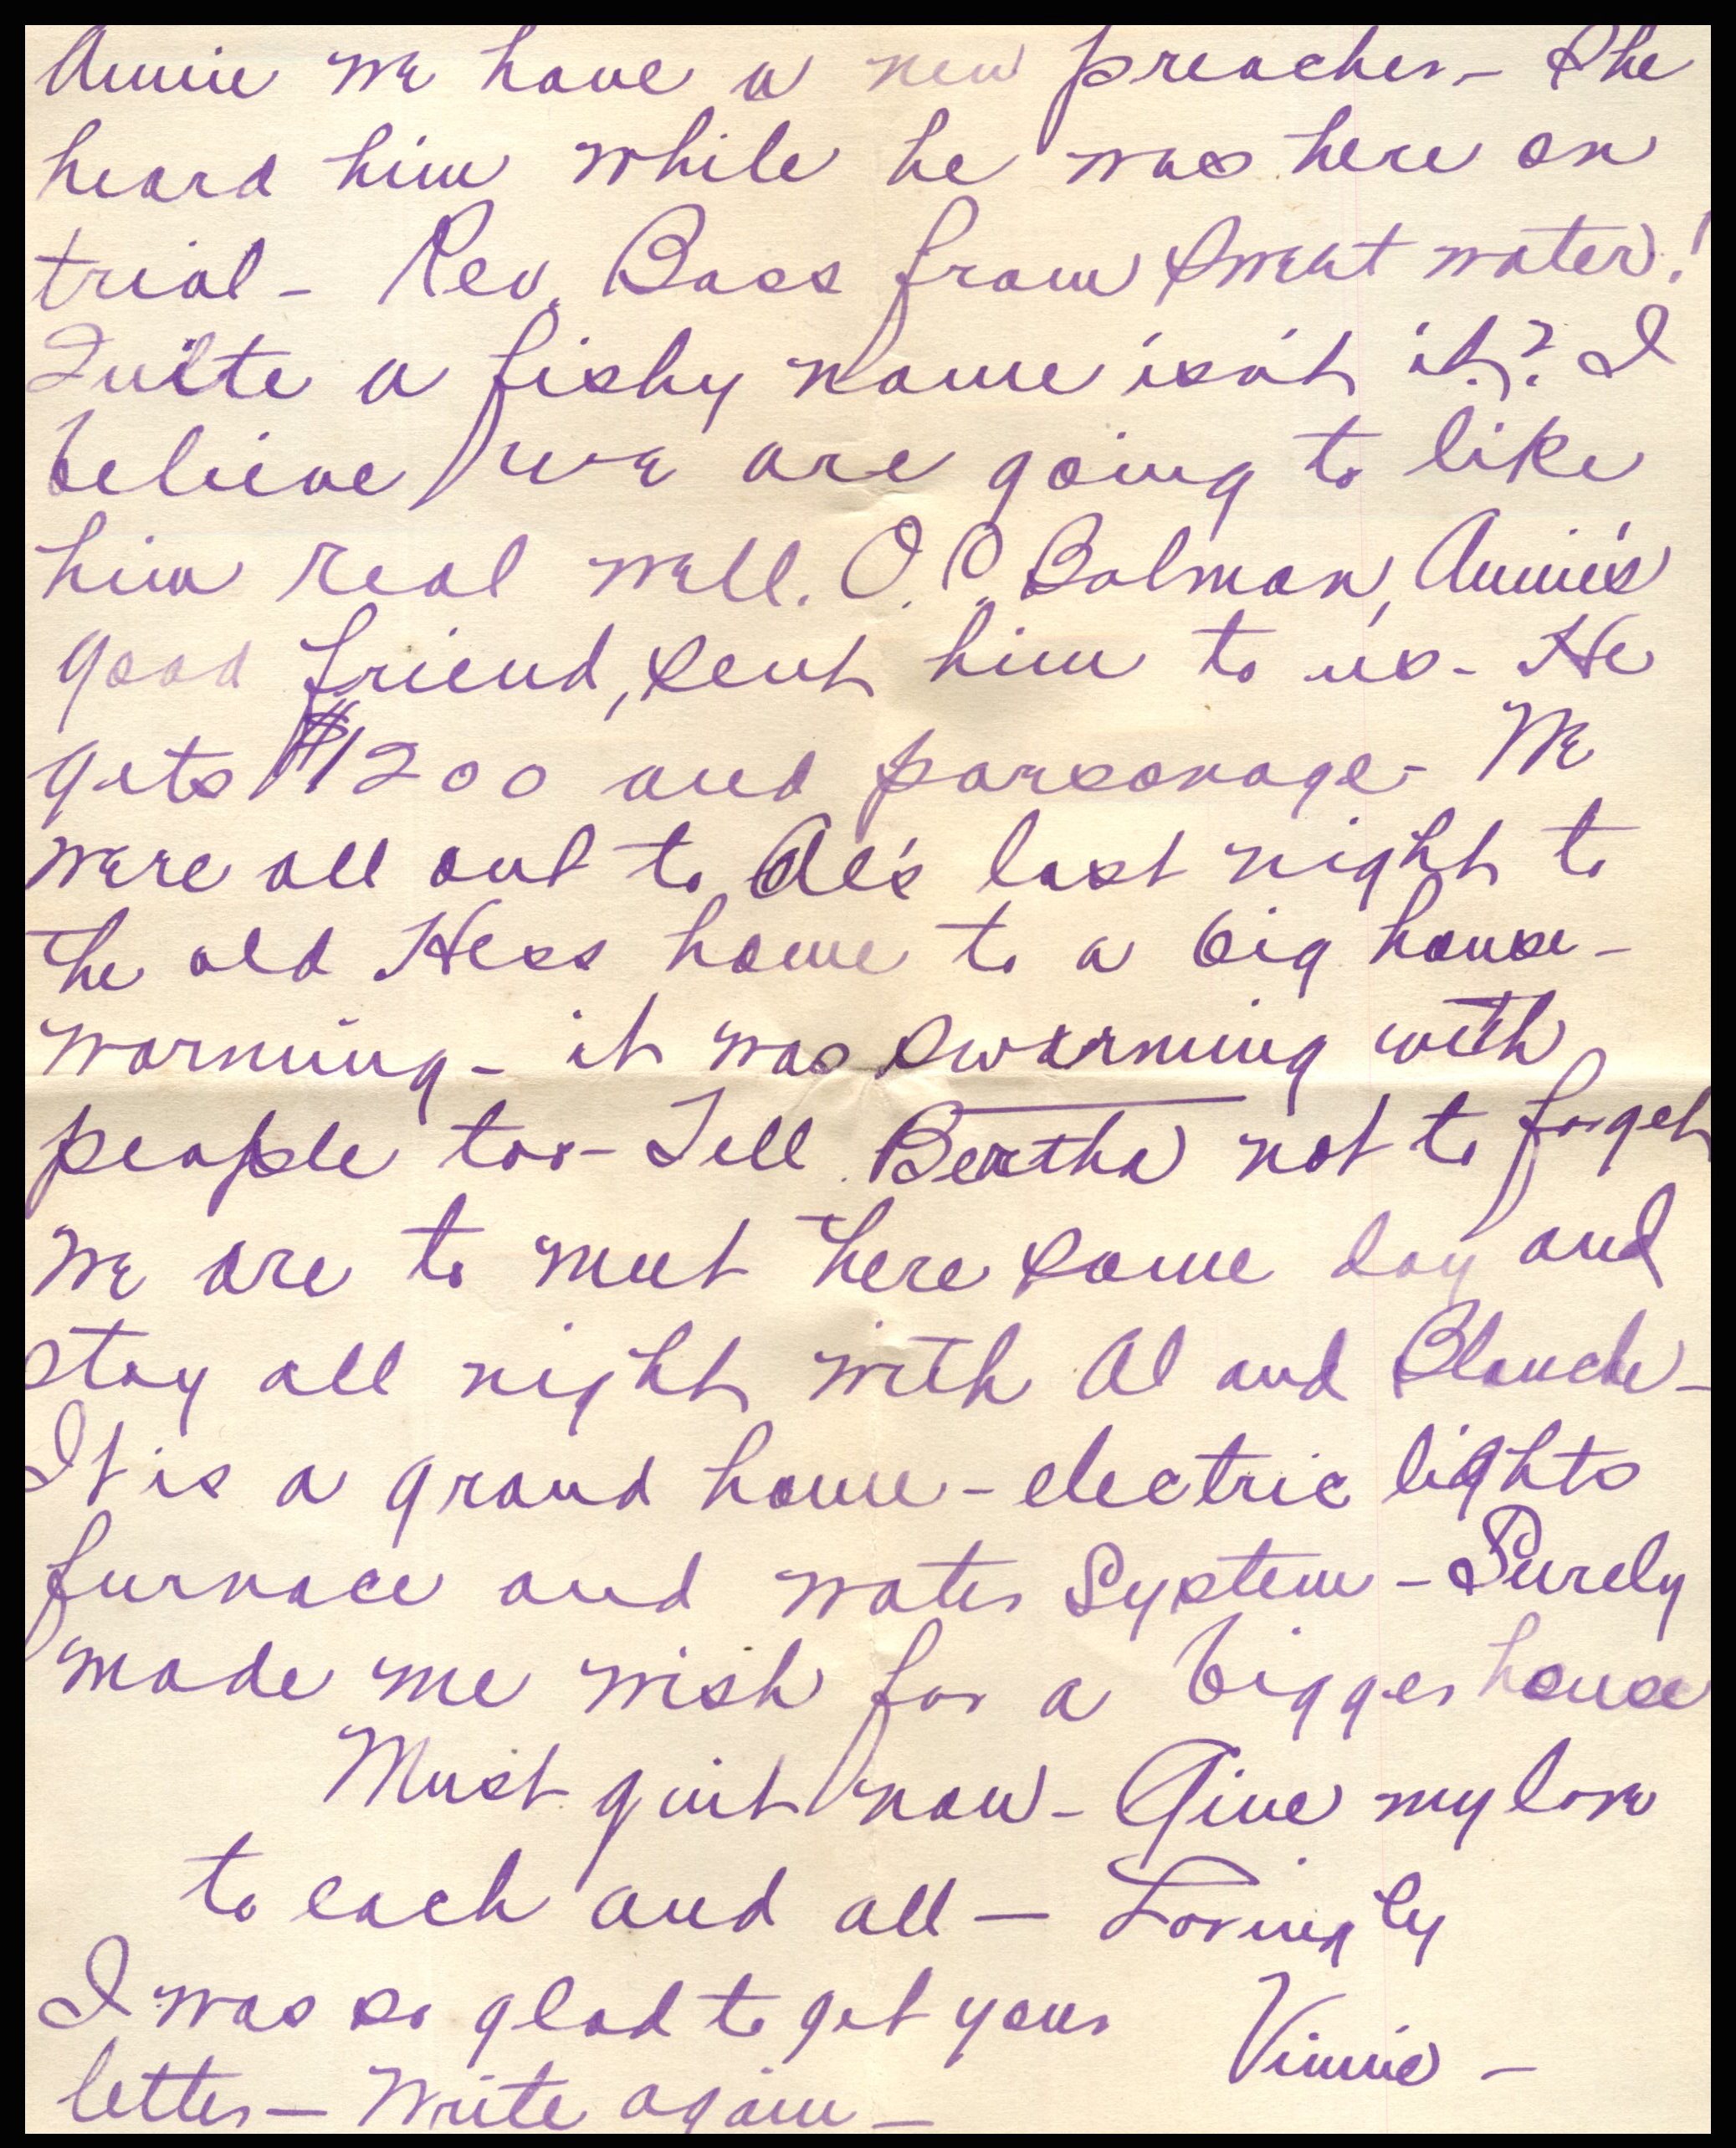 Annie we have a new preacher - She
heard him while he was here on
trial - Rev. Bass from Sweet water!
Quite a fishy name isn't it? I
believe we are going to like
him real well. O. C. Bolman, Annie's
good friend, sent him to us - He
gets $1200 and parsonage - We
were all out to Al's last night to
the old Hess home to a big house-
warming - it was swarming with
people too - Tell Bertha not to forget
we are to meet here some day and
stay all night with Al and Blanche -
It is a grand home - electric lights
furnace and water System - Surely
made me wish for a bigger house
Must quit now - Give my love
to each and all — Lovingly
Vinnie -
I was so glad to get your
letter — Write again —